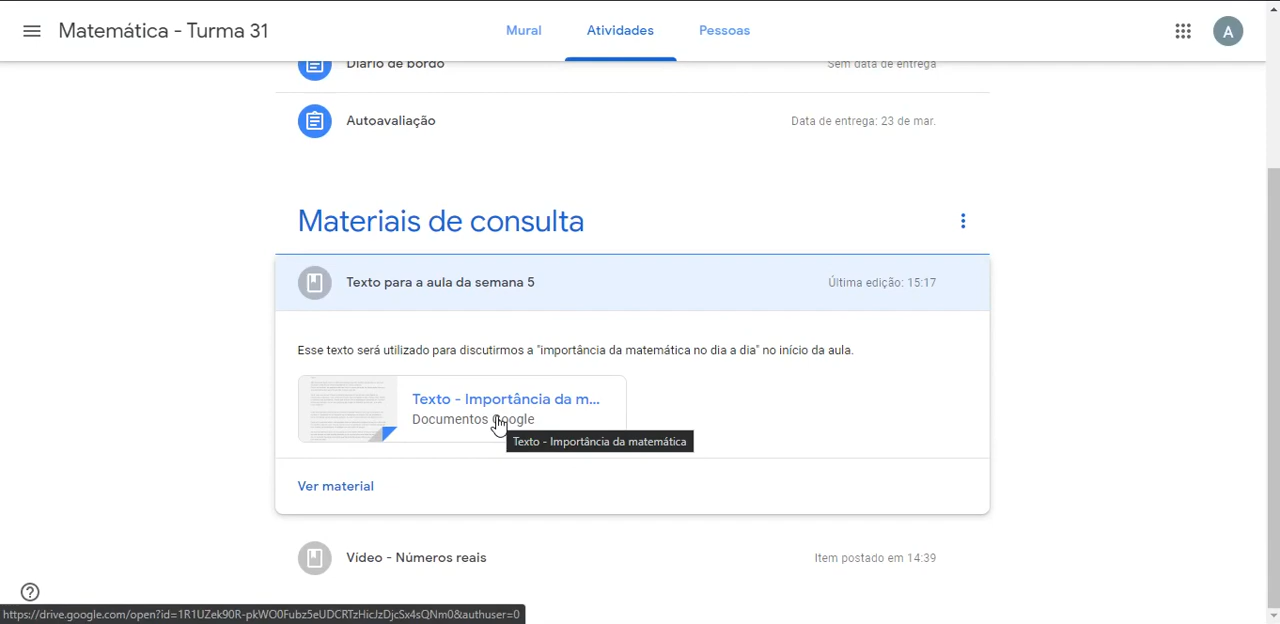 Matemática - Turma 31
Mural
Atividades
Pessoas
A
Diário de bordo
Sem data de entrega
Autoavaliação
Data de entrega: 23 de mar.
Materiais de consulta
Texto para a aula da semana 5
Última edição: 15:17
Esse texto será utilizado para discutirmos a "importância da matemática no dia a dia" no início da aula.
Texto - Importância da m...
Documentos Google
Texto - Importância da matemática
Ver material
Vídeo - Números reais
Item postado em 14:39
https://drive.google.com/open?id=1R1UZek90R-pkWO0Fubz5eUDCRTzHicJzDjcSx4sQNm0&authuser=0